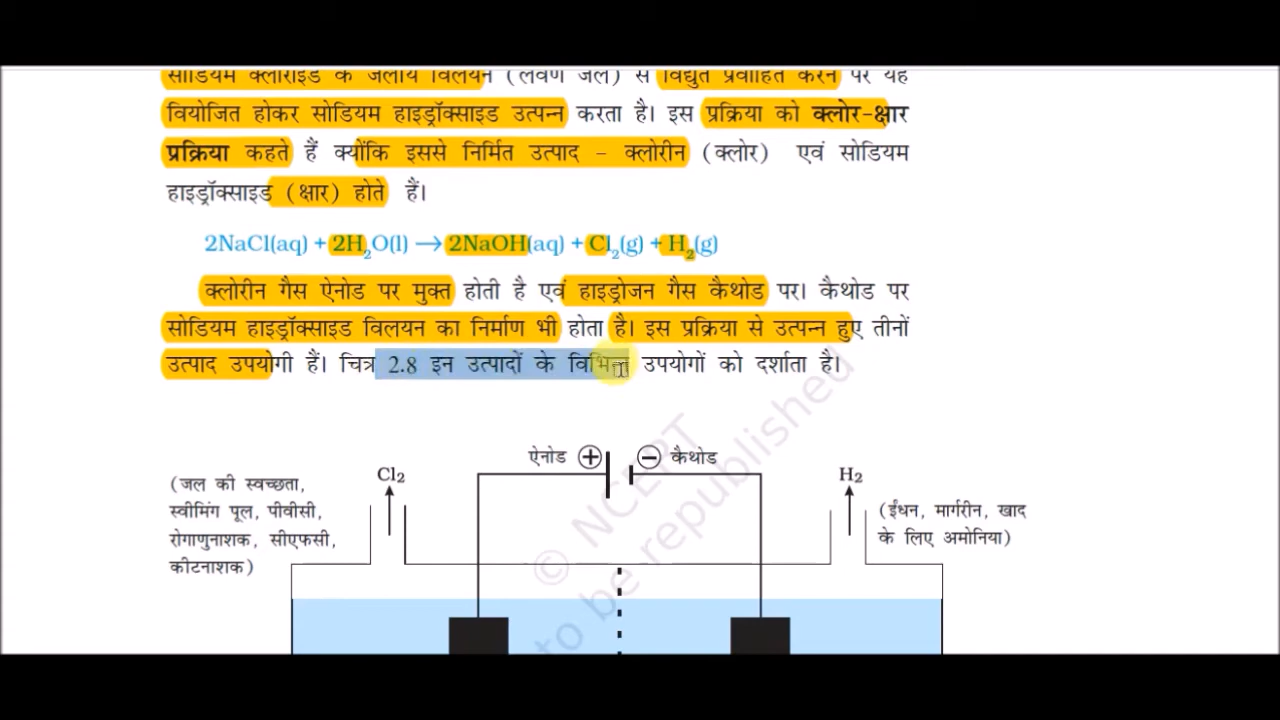 सोडियम क्लोराइड के जलीय विलयन (लवण जल) से विद्युत प्रवाहित करने पर यह
वियोजित होकर सोडियम हाइड्रॉक्साइड उत्पन्न करता है। इस प्रक्रिया को क्लोर-क्षार
प्रक्रिया कहते हैं क्योंकि इससे निर्मित उत्पाद – क्लोरीन (क्लोर) एवं सोडियम
हाइड्रॉक्साइड (क्षार) होते हैं।
2NaCl(aq) + 2H₂O(l) → 2NaOH(aq) + Cl₂(g) + H₂(g)
क्लोरीन गैस ऐनोड पर मुक्त होती है एवं हाइड्रोजन गैस कैथोड पर। कैथोड पर
सोडियम हाइड्रॉक्साइड विलयन का निर्माण भी होता है। इस प्रक्रिया से उत्पन्न हुए तीनों
उत्पाद उपयोगी हैं। चित्र 2.8 इन उत्पादों के विभिन्न उपयोगों को दर्शाता है।
ऐनोड + − कैथोड
Cl₂
H₂
(जल की स्वच्छता,
स्वीमिंग पूल, पीवीसी,
रोगाणुनाशक, सीएफसी,
कीटनाशक)
(ईंधन, मार्गरीन, खाद
के लिए अमोनिया)
© NCERT
to be republished